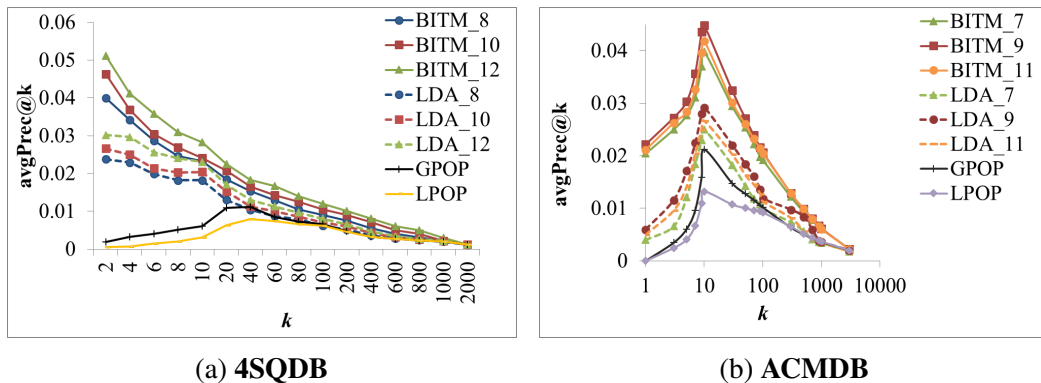 0.06
0.05
0.04
0.03
0.02
0.01
0
avgPrec@k
2 4 6 8 10 20 40 60 80 100 120 200 400 600 800 1000 2000
k
BITM_8
BITM_10
BITM_12
LDA_8
LDA_10
LDA_12
GPOP
LPOP
(a) 4SQDB
0.04
0.03
0.02
0.01
0
avgPrec@k
1 10 100 1000 10000
k
BITM_7
BITM_9
BITM_11
LDA_7
LDA_9
LDA_11
GPOP
LPOP
(b) ACMDB